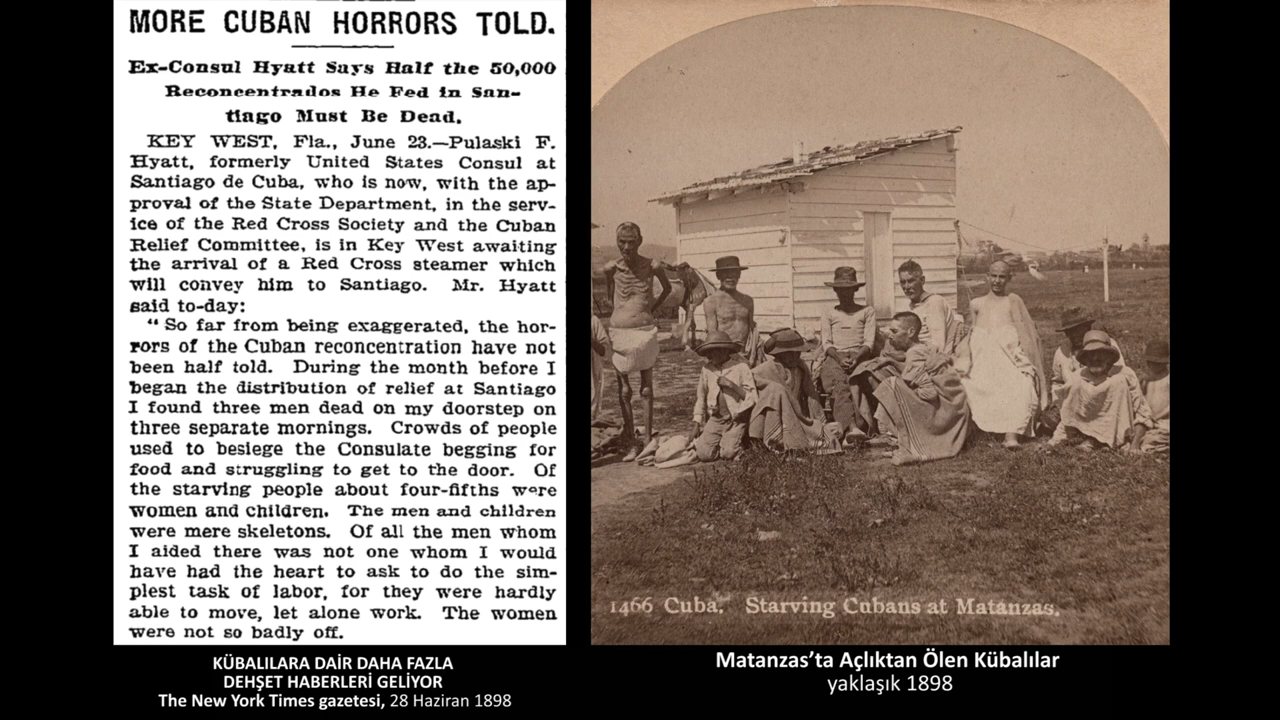 MORE CUBAN HORRORS TOLD.
Ex-Consul Hyatt Says Half the 50,000
Reconcentrados He Fed in San-
tiago Must Be Dead.
KEY WEST, Fla., June 23.—Pulaski F.
Hyatt, formerly United States Consul at
Santiago de Cuba, who is now, with the ap-
proval of the State Department, in the serv-
ice of the Red Cross Society and the Cuban
Relief Committee, is in Key West awaiting
the arrival of a Red Cross steamer which
will convey him to Santiago. Mr. Hyatt
said to-day:
"So far from being exaggerated, the hor-
rors of the Cuban reconcentration have not
been half told. During the month before I
began the distribution of relief at Santiago
I found three men dead on my doorstep on
three separate mornings. Crowds of people
used to besiege the Consulate begging for
food and struggling to get to the door. Of
the starving people about four-fifths were
women and children. The men and children
were mere skeletons. Of all the men whom
I aided there was not one whom I would
have had the heart to ask to do the sim-
plest task of labor, for they were hardly
able to move, let alone work. The women
were not so badly off.
KÜBALILARA DAİR DAHA FAZLA
DEHŞET HABERLERİ GELİYOR
The New York Times gazetesi, 28 Haziran 1898
1466 Cuba. Starving Cubans at Matanzas.
Matanzas'ta Açlıktan Ölen Kübalılar
yaklaşık 1898